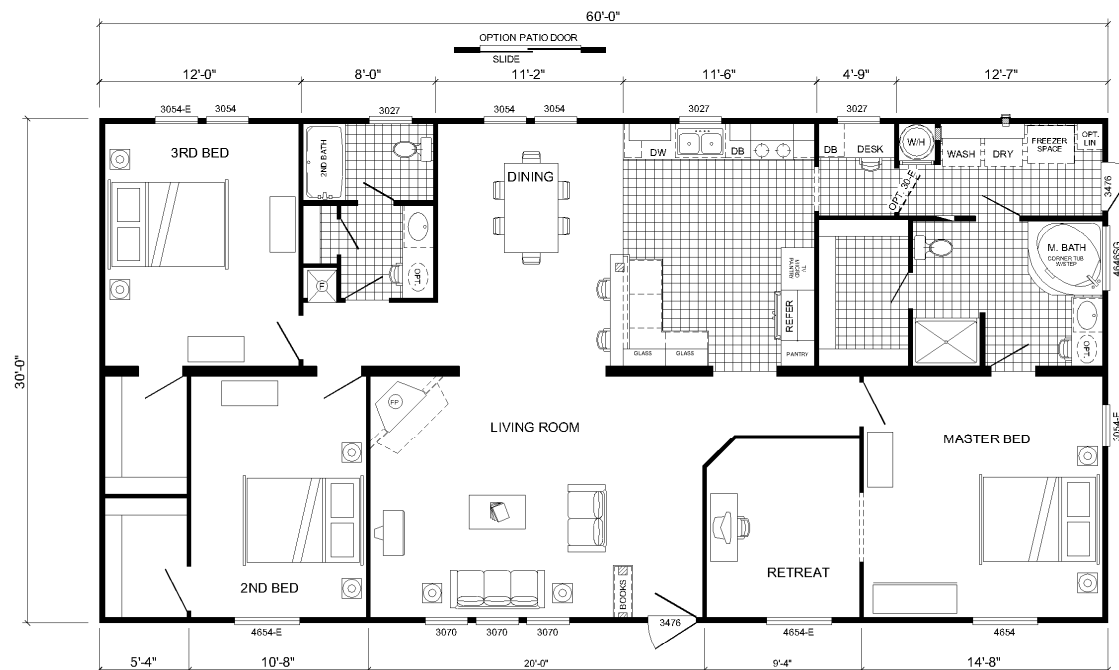 60'-0"
OPTION PATIO DOOR
SLIDE
12'-0" 8'-0" 11'-2" 11'-6" 4'-9" 12'-7"
3054-E 3054 3027 3054 3054 3027 3027
30'-0"
3RD BED
2ND BATH
DINING
DW
DB
DB
DESK
W/H
WASH
DRY
FREEZER
SPACE
OPT.
LIN
OPT. 30-E
3476
OPT.
F
M. BATH
CORNER TUB
W/STEP
4646SG
REFER
PANTRY
GLASS GLASS
OPT.
FP
LIVING ROOM
MASTER BED
3054-E
2ND BED
BOOKS
RETREAT
3476
4654-E 3070 3070 3070 4654-E 4654
5'-4" 10'-8" 20'-0" 9'-4" 14'-8"